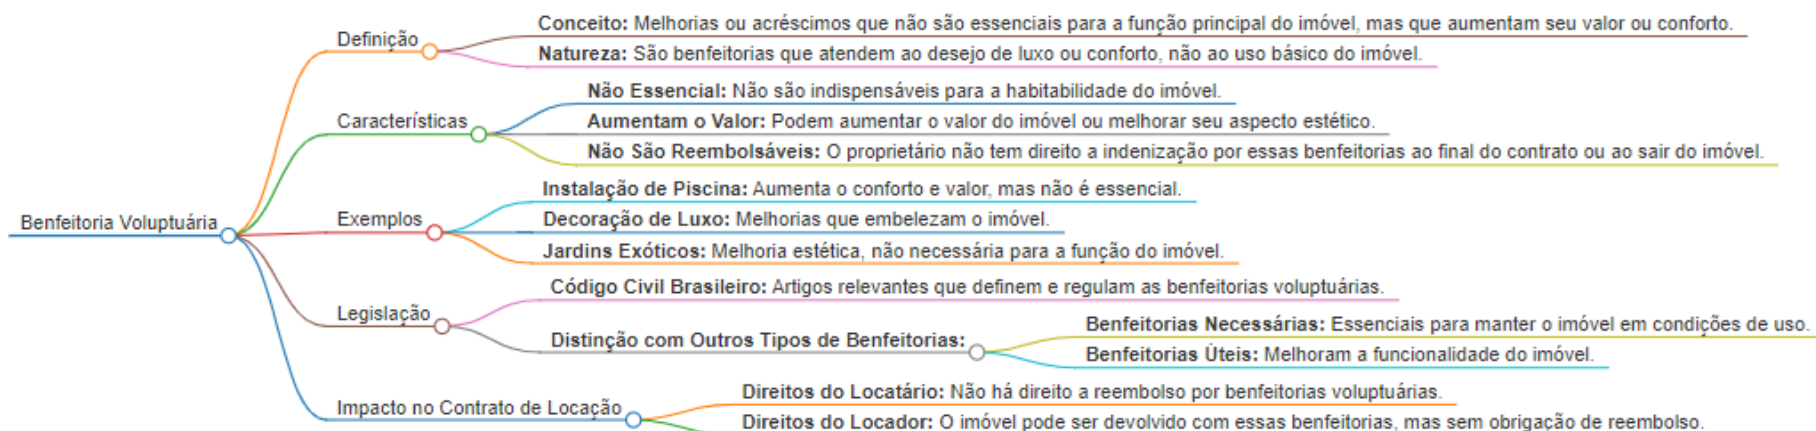 Benfeitoria Voluptuária
Definição
Conceito: Melhorias ou acréscimos que não são essenciais para a função principal do imóvel, mas que aumentam seu valor ou conforto.
Natureza: São benfeitorias que atendem ao desejo de luxo ou conforto, não ao uso básico do imóvel.
Características
Não Essencial: Não são indispensáveis para a habitabilidade do imóvel.
Aumentam o Valor: Podem aumentar o valor do imóvel ou melhorar seu aspecto estético.
Não São Reembolsáveis: O proprietário não tem direito a indenização por essas benfeitorias ao final do contrato ou ao sair do imóvel.
Exemplos
Instalação de Piscina: Aumenta o conforto e valor, mas não é essencial.
Decoração de Luxo: Melhorias que embelezam o imóvel.
Jardins Exóticos: Melhoria estética, não necessária para a função do imóvel.
Legislação
Código Civil Brasileiro: Artigos relevantes que definem e regulam as benfeitorias voluptuárias.
Distinção com Outros Tipos de Benfeitorias:
Benfeitorias Necessárias: Essenciais para manter o imóvel em condições de uso.
Benfeitorias Úteis: Melhoram a funcionalidade do imóvel.
Impacto no Contrato de Locação
Direitos do Locatário: Não há direito a reembolso por benfeitorias voluptuárias.
Direitos do Locador: O imóvel pode ser devolvido com essas benfeitorias, mas sem obrigação de reembolso.